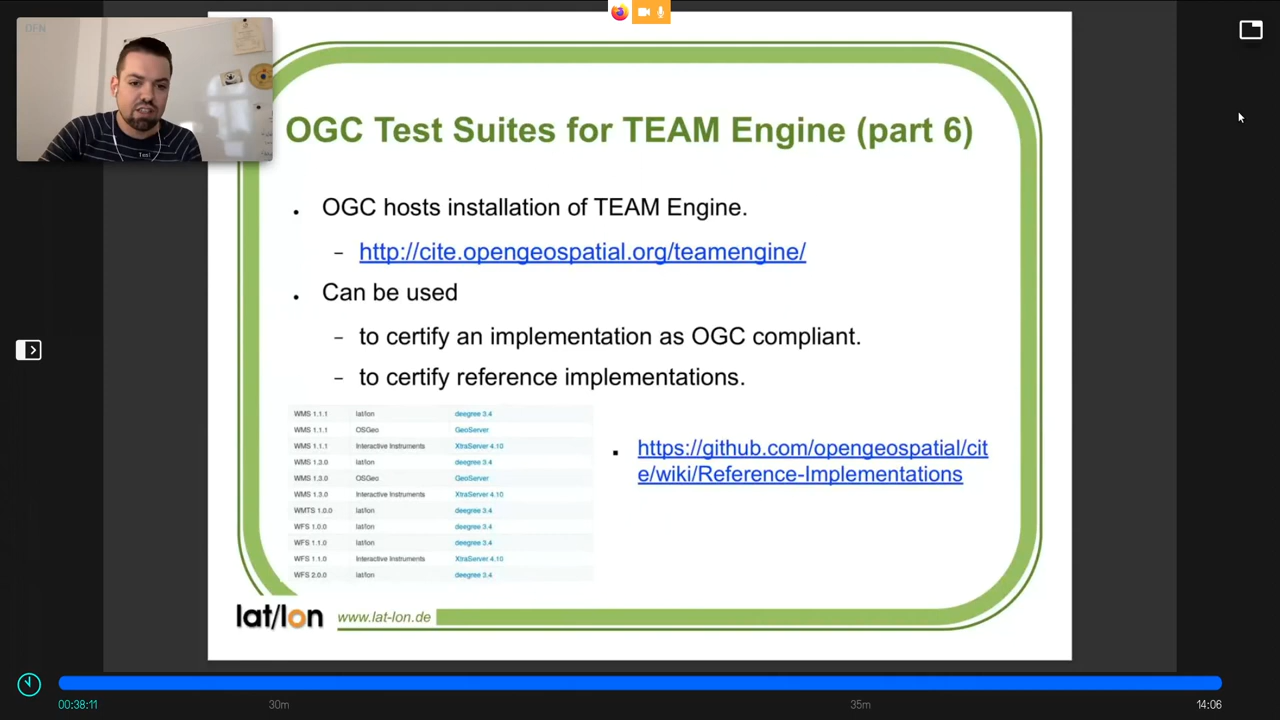 DFN
OGC Test Suites for TEAM Engine (part 6)
OGC hosts installation of TEAM Engine.
http://cite.opengeospatial.org/teamengine/
Can be used
to certify an implementation as OGC compliant.
to certify reference implementations.
WMS 1.1.1 lat/lon deegree 3.4
WMS 1.1.1 OSGeo GeoServer
WMS 1.1.1 Interactive Instruments XtraServer 4.10
WMS 1.3.0 lat/lon deegree 3.4
WMS 1.3.0 OSGeo GeoServer
WMS 1.3.0 Interactive Instruments XtraServer 4.10
WMTS 1.0.0 lat/lon deegree 3.4
WFS 1.0.0 lat/lon deegree 3.4
WFS 1.1.0 lat/lon deegree 3.4
WFS 1.1.0 Interactive Instruments XtraServer 4.10
WFS 2.0.0 lat/lon deegree 3.4
https://github.com/opengeospatial/cit
e/wiki/Reference-Implementations
lat/lon www.lat-lon.de
00:38:11 30m 35m 14:06